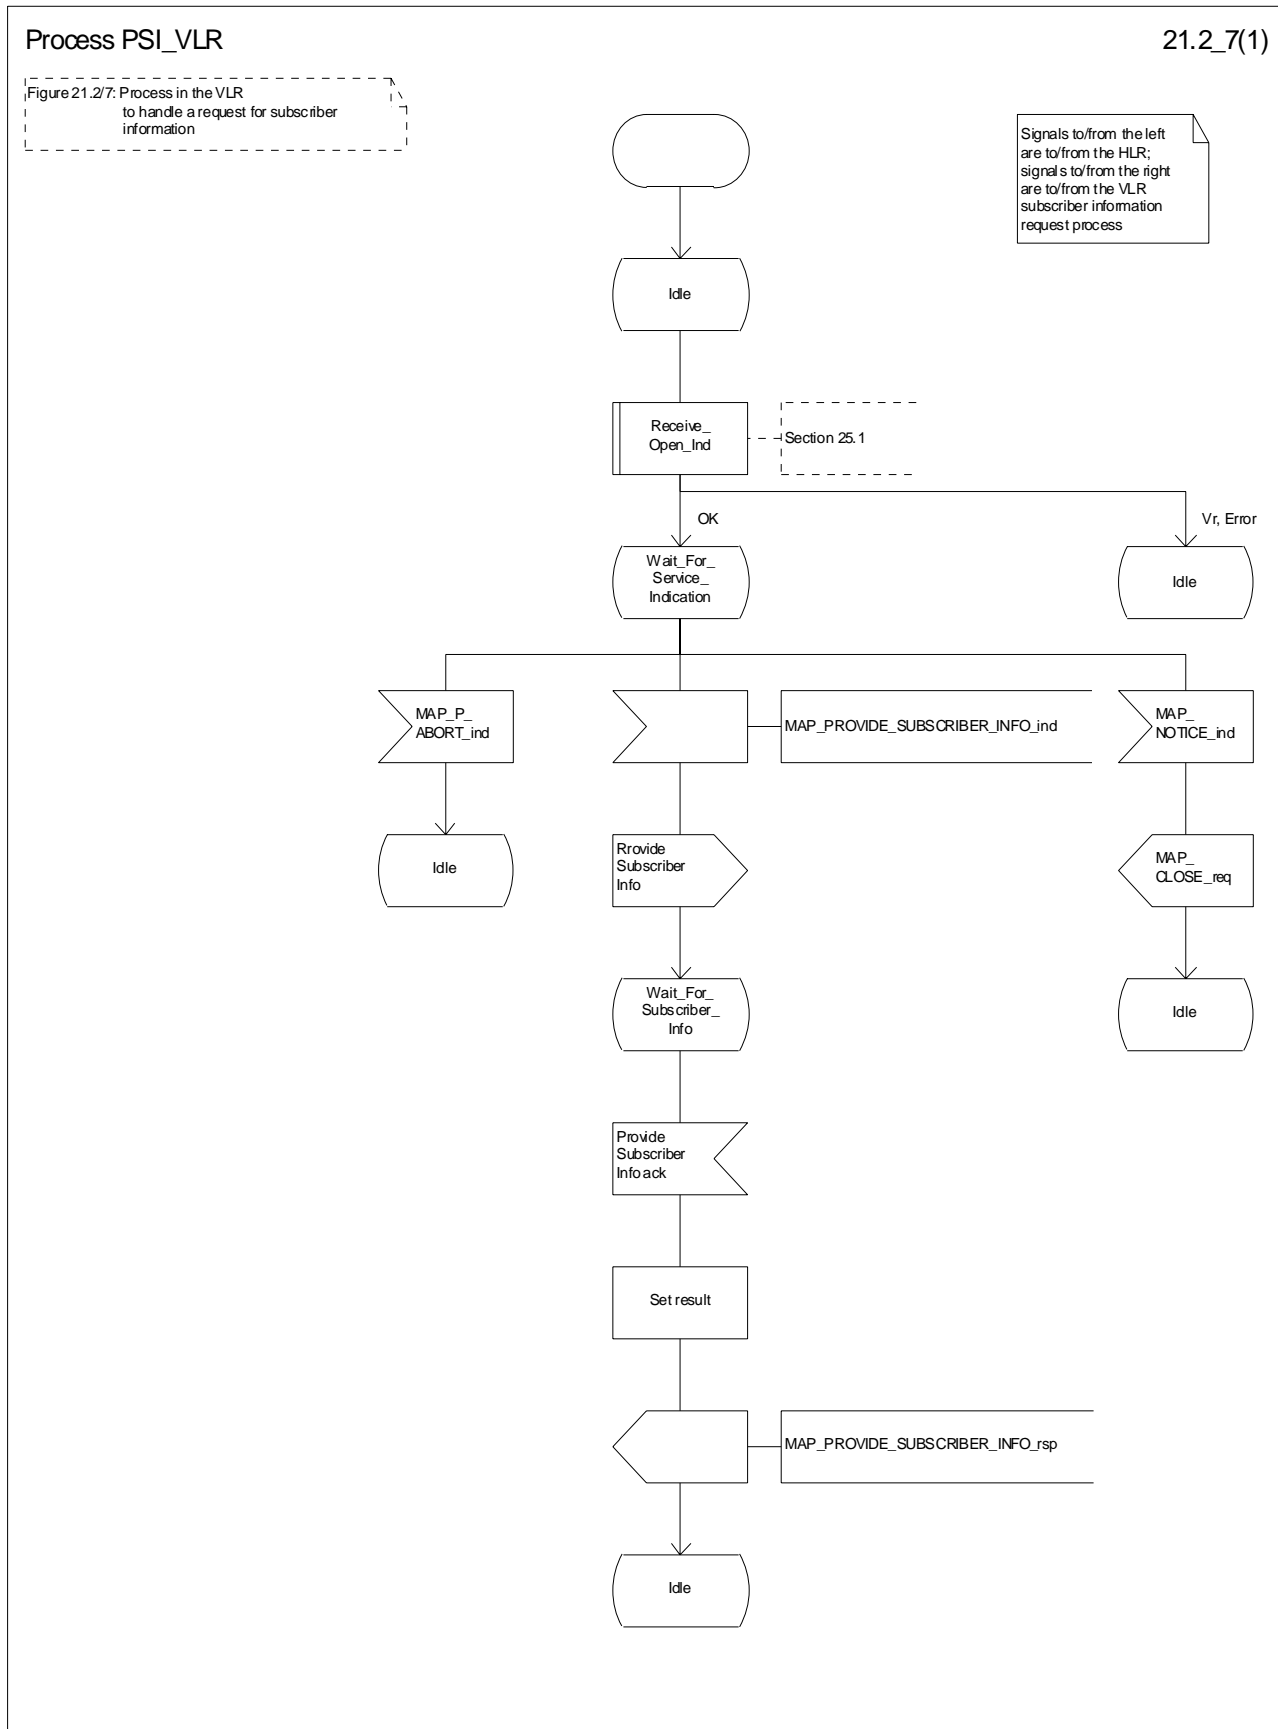 Process PSI_VLR
21.2_7(1)
Figure 21.2/7: Process in the VLR
to handle a request for subscriber
information
Signals to/from the left
are to/from the HLR;
signals to/from the right
are to/from the VLR
subscriber information
request process
Idle
Receive_
Open_Ind
Section 25.1
OK
Vr, Error
Wait_For_
Service_
Indication
Idle
MAP_P_
ABORT_ind
MAP_PROVIDE_SUBSCRIBER_INFO_ind
MAP_
NOTICE_ind
Idle
Rrovide
Subscriber
Info
MAP_
CLOSE_req
Wait_For_
Subscriber_
Info
Idle
Provide
Subscriber
Info ack
Set result
MAP_PROVIDE_SUBSCRIBER_INFO_rsp
Idle